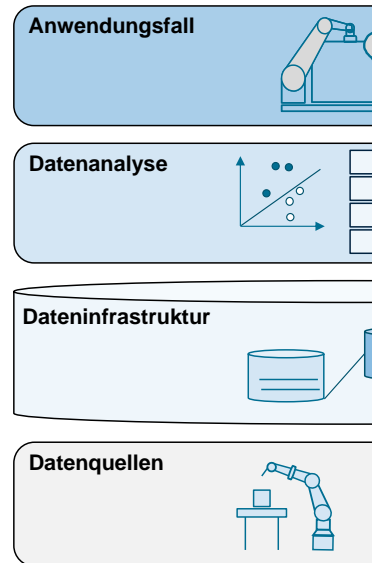 Anwendungsfall
Datenanalyse
Dateninfrastruktur
Datenquellen